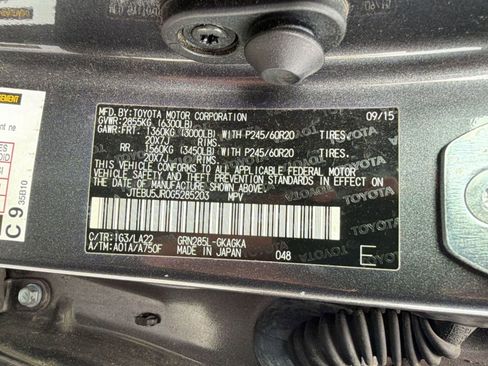 MFD. BY:TOYOTA MOTOR CORPORATION 09/15
GVWR:2855KG (6300LB)
GAWR:FRT. 1360KG (3000LB) WITH P245/60R20 TIRES,
20X7J RIMS,
RR. 1560KG (3450LB) WITH P245/60R20 TIRES,
20X7J RIMS.
THIS VEHICLE CONFORMS TO ALL APPLICABLE FEDERAL MOTOR
VEHICLE SAFETY AND THEFT PREVENTION STANDARDS IN EFFECT
ON THE DATE OF MANUFACTURE SHOWN ABOVE.
JTEBU5JR0G5285203 MPV
C/TR:1G3/LA22 GRN285L-GKAGKA
A/TM:A01A/A750F MADE IN JAPAN 048 E
C 9
35B10